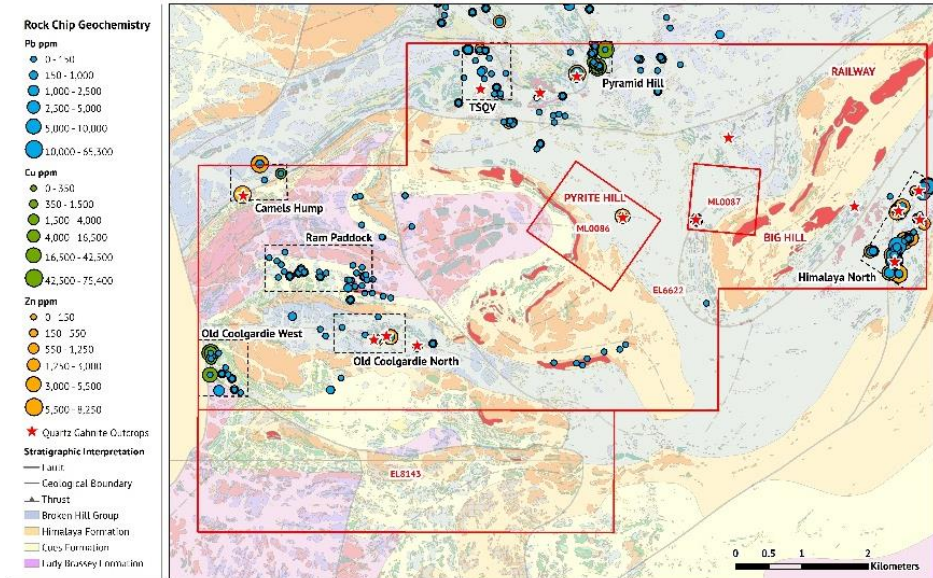 Rock Chip Geochemistry
Pb ppm
0 - 150
150 - 1,000
1,000 - 2,500
2,500 - 5,000
5,000 - 10,000
10,000 - 65,300
Cu ppm
0 - 350
350 - 1,500
1,500 - 4,000
4,000 - 16,500
16,500 - 42,500
42,500 - 75,400
Zn ppm
0 - 150
150 - 550
550 - 1,250
1,250 - 3,000
3,000 - 5,500
5,500 - 8,250
Quartz Gahnite Outcrops
Stratigraphic Interpretation
Fault
Geological Boundary
Thrust
Broken Hill Group
Himalaya Formation
Cues Formation
Lady Brassey Formation
RAILWAY
Pyramid Hill
TSQV
PYRITE HILL
ML0087
Camels Hump
ML0086
BIG HILL
Ram Paddock
Himalaya North
EL6622
Old Coolgardie West
Old Coolgardie North
EL8143
0 0.5 1 2
Kilometers